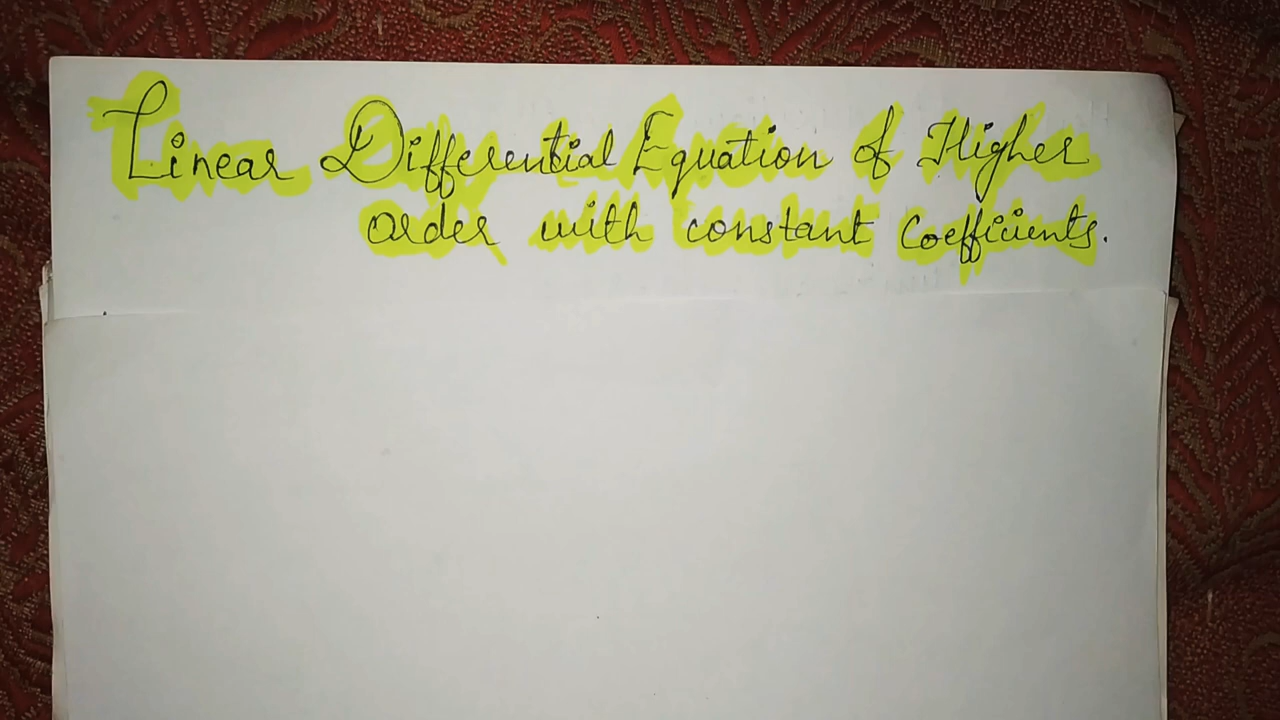 Linear Differential Equation of Higher
order with constant Coefficients.